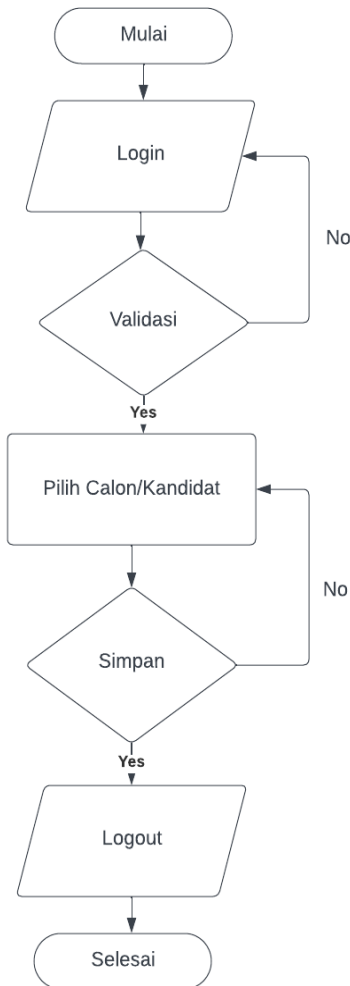 Mulai
Login
No
Validasi
Yes
Pilih Calon/Kandidat
No
Simpan
Yes
Logout
Selesai